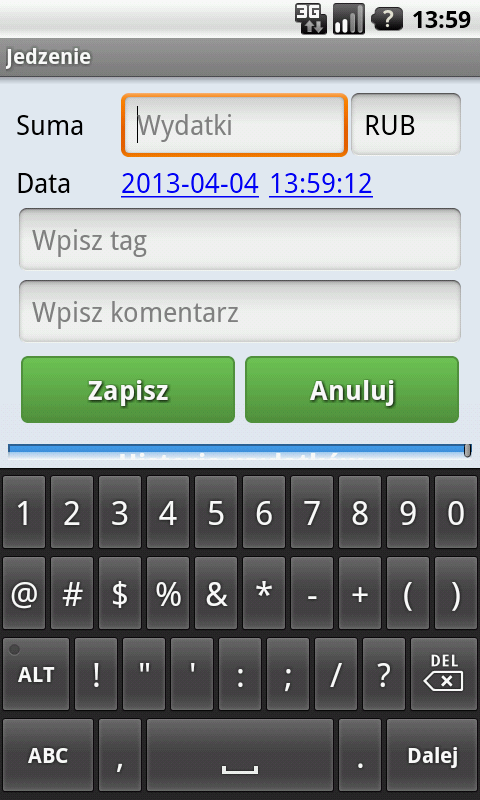 3G ? 13:59
Jedzenie
Suma Wydatki RUB
Data 2013-04-04 13:59:12
Wpisz tag
Wpisz komentarz
Zapisz Anuluj
1 2 3 4 5 6 7 8 9 0
@ # $ % & * - + ( )
ALT ! " ' : ; / ? DEL
ABC , . Dalej